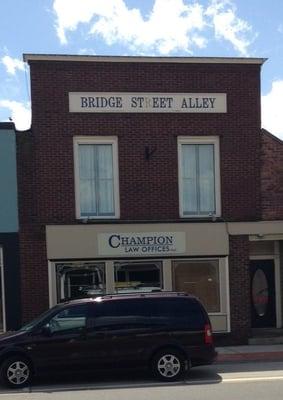 BRIDGE STREET ALLEY
CHAMPION
LAW OFFICES